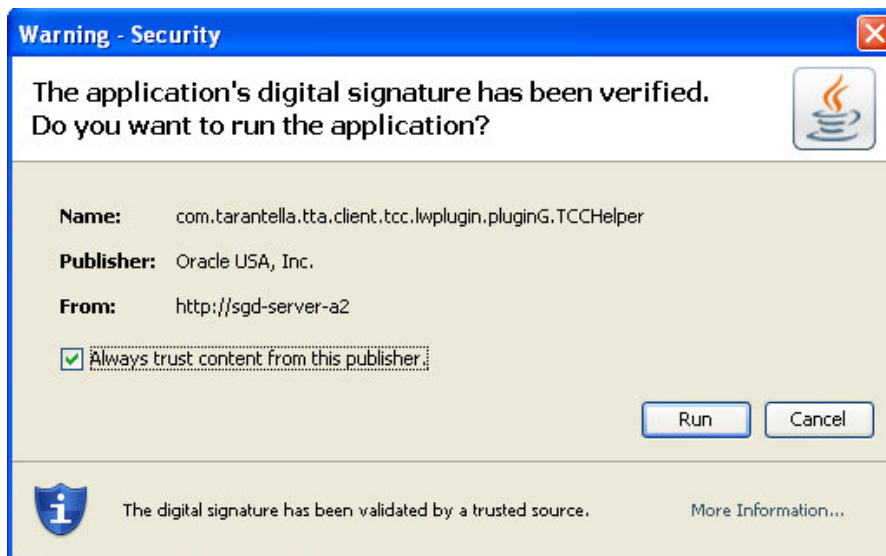 Warning - Security
The application's digital signature has been verified.
Do you want to run the application?
Name: com.tarantella.tta.client.tcc.lwplugin.pluginG.TCCHelper
Publisher: Oracle USA, Inc.
From: http://sgd-server-a2
Always trust content from this publisher.
Run Cancel
The digital signature has been validated by a trusted source. More Information...